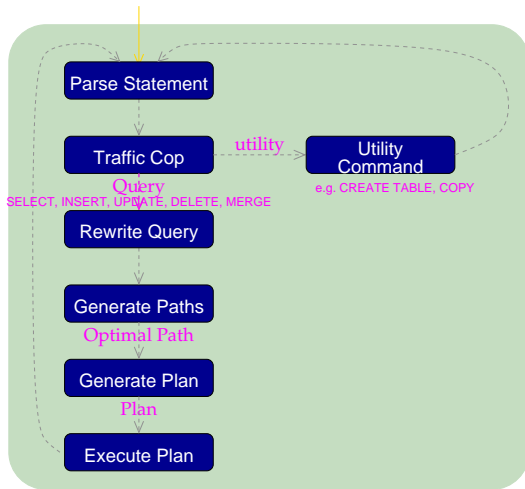 Parse Statement
Traffic Cop
utility
Utility
Command
e.g. CREATE TABLE, COPY
Query
SELECT, INSERT, UPDATE, DELETE, MERGE
Rewrite Query
Generate Paths
Optimal Path
Generate Plan
Plan
Execute Plan